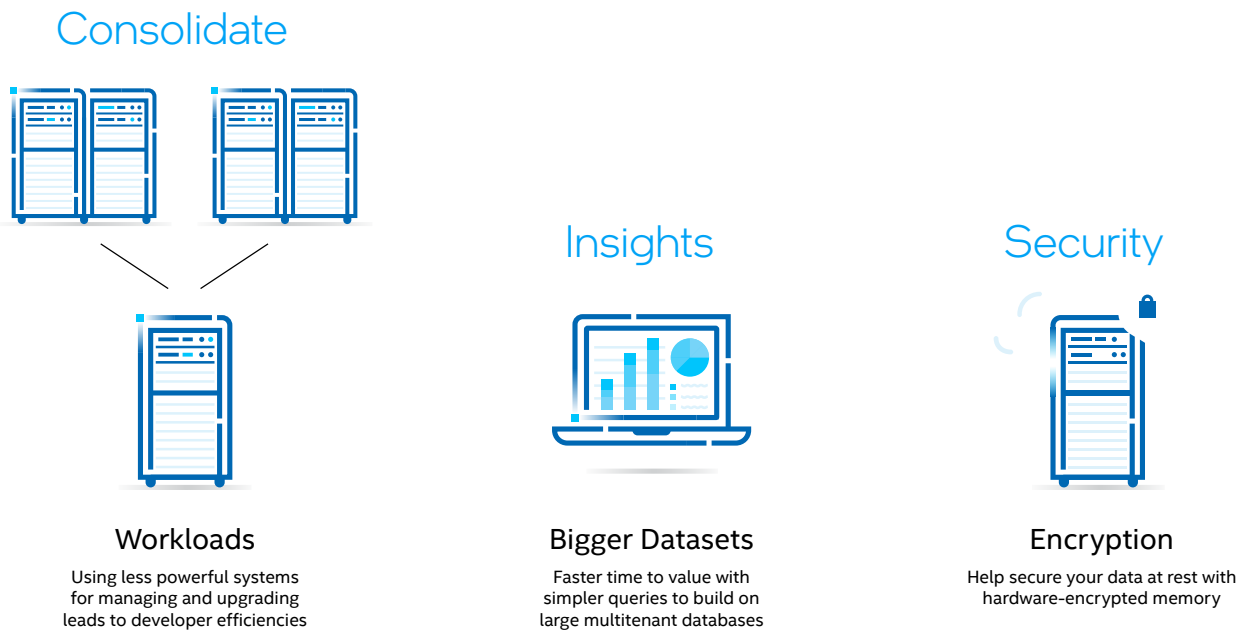 Consolidate
Workloads
Using less powerful systems
for managing and upgrading
leads to developer efficiencies
Insights
Bigger Datasets
Faster time to value with
simpler queries to build on
large multitenant databases
Security
Encryption
Help secure your data at rest with
hardware-encrypted memory